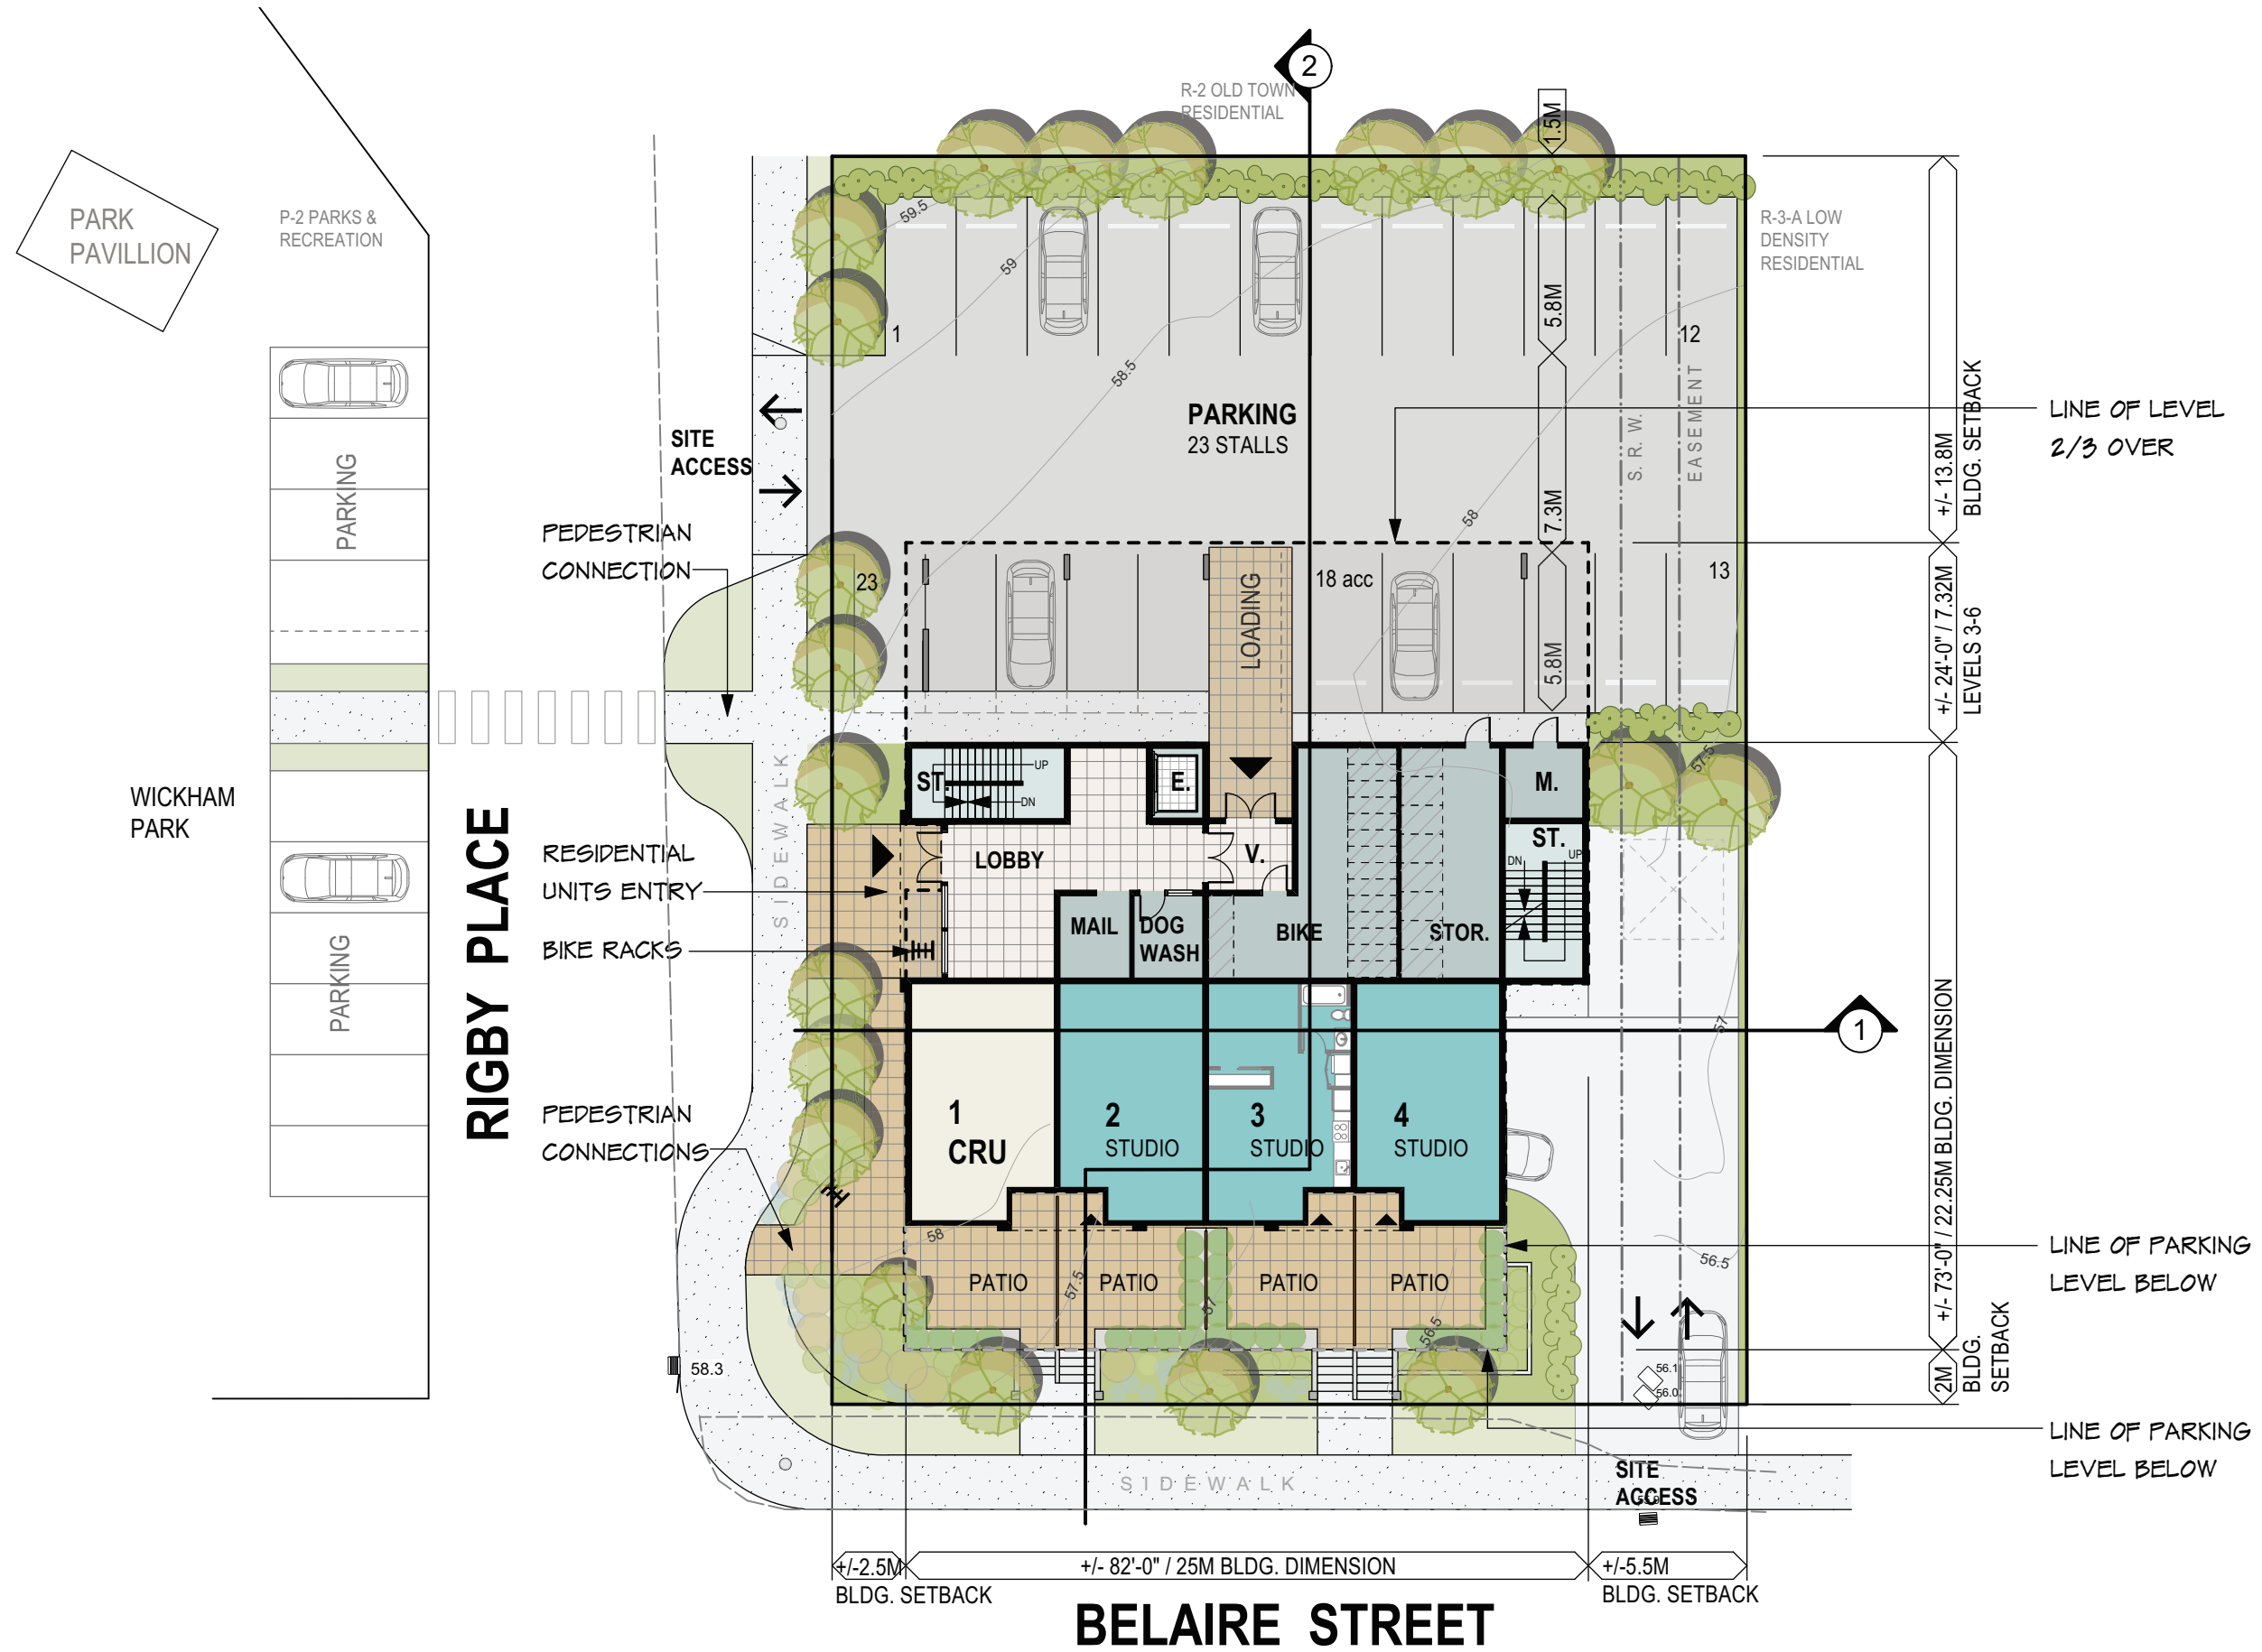 2
R-2 OLD TOWN
RESIDENTIAL
1.5M
PARK
PAVILLION
P-2 PARKS &
RECREATION
R-3-A LOW
DENSITY
RESIDENTIAL
59.5
59
58.5
1
12
5.8M
PARKING
23 STALLS
SITE
ACCESS
S. R. W.
EASEMENT
+/- 13.8M
BLDG. SETBACK
LINE OF LEVEL
2/3 OVER
PARKING
7.3M
58
PEDESTRIAN
CONNECTION
23
LOADING
18 acc
13
5.8M
+/- 24'-0" / 7.32M
LEVELS 3-6
SIDEWALK
WICKHAM
PARK
RIGBY PLACE
ST.
UP
DN
E.
M.
57.5
LOBBY
V.
ST.
DN
UP
RESIDENTIAL
UNITS ENTRY
BIKE RACKS
MAIL
DOG
WASH
BIKE
STOR.
PARKING
57
1
+/- 73'-0" / 22.25M BLDG. DIMENSION
PEDESTRIAN
CONNECTIONS
1
CRU
2
STUDIO
3
STUDIO
4
STUDIO
58
57.5
57
56.5
56.5
PATIO
PATIO
PATIO
PATIO
LINE OF PARKING
LEVEL BELOW
58.3
56.1
56.0
2M
BLDG.
SETBACK
LINE OF PARKING
LEVEL BELOW
SIDEWALK
SITE
ACCESS
+/-2.5M
BLDG. SETBACK
+/- 82'-0" / 25M BLDG. DIMENSION
+/-5.5M
BLDG. SETBACK
BELAIRE STREET